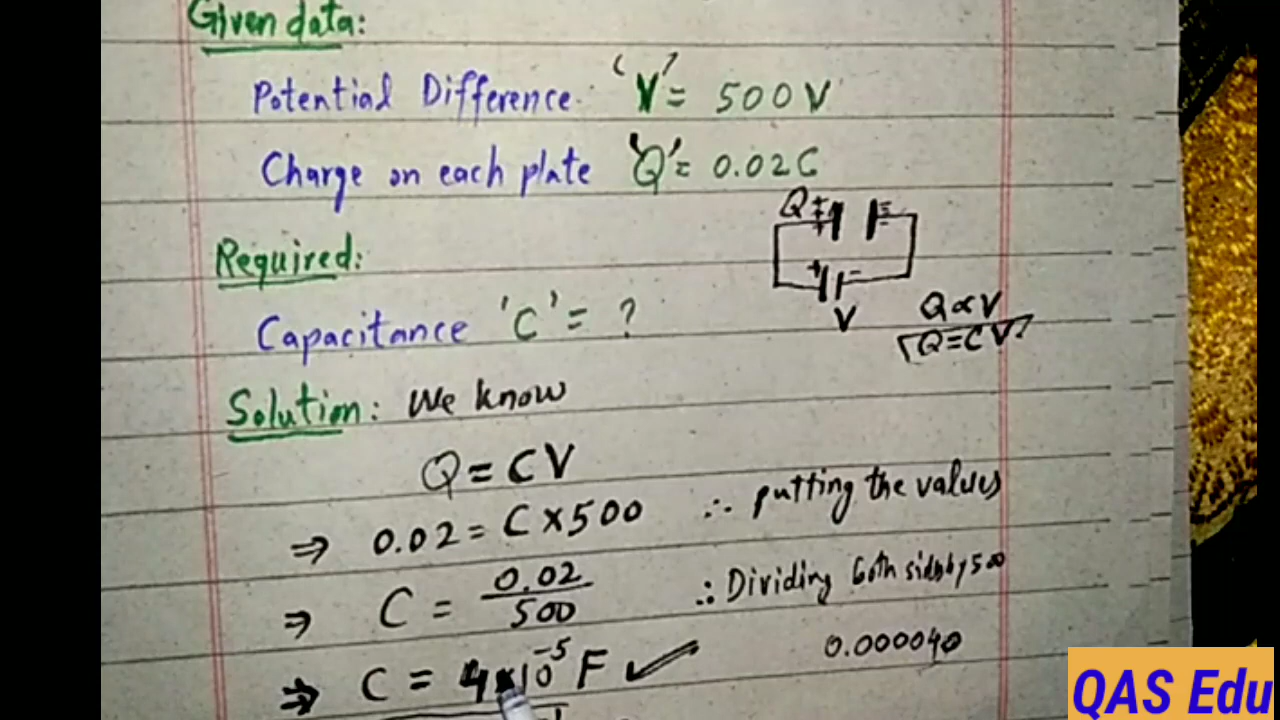 Given data:
Potential Difference 'V' = 500V
Charge on each plate 'Q' = 0.02C
Required:
Capacitance 'C' = ?
Q + + - -
+ -
V
Q ∝ V
Q = CV
Solution: We know
Q = CV
⇒ 0.02 = C × 500 ∴ putting the values
⇒ C = 0.02/500 ∴ Dividing both sides by 500
⇒ C = 4×10⁻⁵ F ✓ 0.000040
QAS Edu